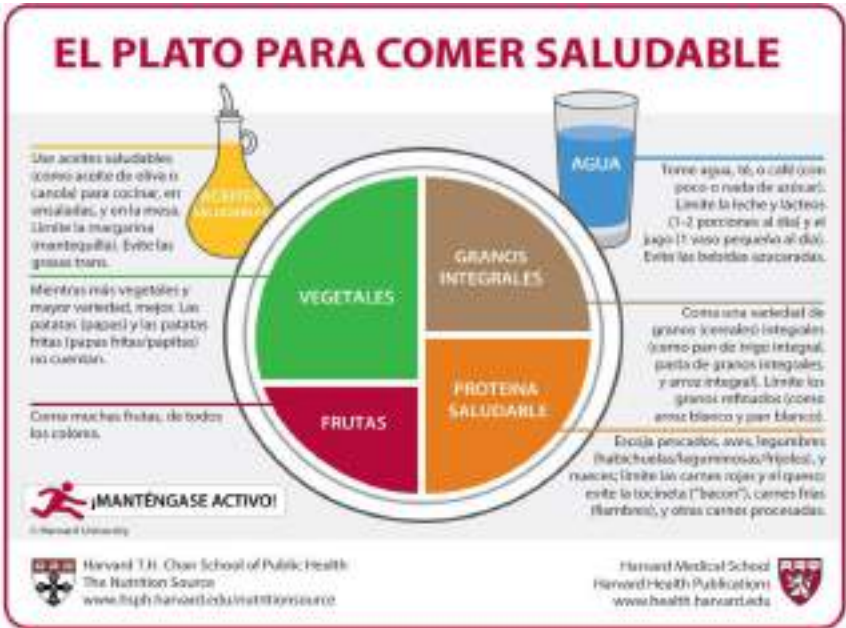 EL PLATO PARA COMER SALUDABLE
Use aceites saludables
(como aceite de oliva o
canola) para cocinar, en
ensaladas, y en la mesa.
Limite la margarina
(mantequilla). Evite las
grasas trans.
ACEITES
SALUDABLES
AGUA
Tome agua, té, o café (con
poco o nada de azúcar).
Limite la leche y lácteos
(1-2 porciones al día) y el
jugo (1 vaso pequeño al día).
Evite las bebidas azucaradas.
Mientras más vegetales y
mayor variedad, mejor. Las
patatas (papas) y las patatas
fritas (papas fritas/papitas)
no cuentan.
VEGETALES
GRANOS
INTEGRALES
Coma una variedad de
granos (cereales) integrales
(como pan de trigo integral,
pasta de granos integrales,
y arroz integral). Limite los
granos refinados (como
arroz blanco y pan blanco).
Coma muchas frutas, de todos
los colores.
FRUTAS
PROTEINA
SALUDABLE
Escoja pescados, aves, legumbres
(habichuelas/leguminosas/frijoles), y
nueces; limite las carnes rojas y el queso;
evite la tocineta ("bacon"), carnes frías
(fiambres), y otras carnes procesadas.
¡MANTÉNGASE ACTIVO!
© Harvard University
Harvard T.H. Chan School of Public Health
The Nutrition Source
www.hsph.harvard.edu/nutritionsource
Harvard Medical School
Harvard Health Publications
www.health.harvard.edu